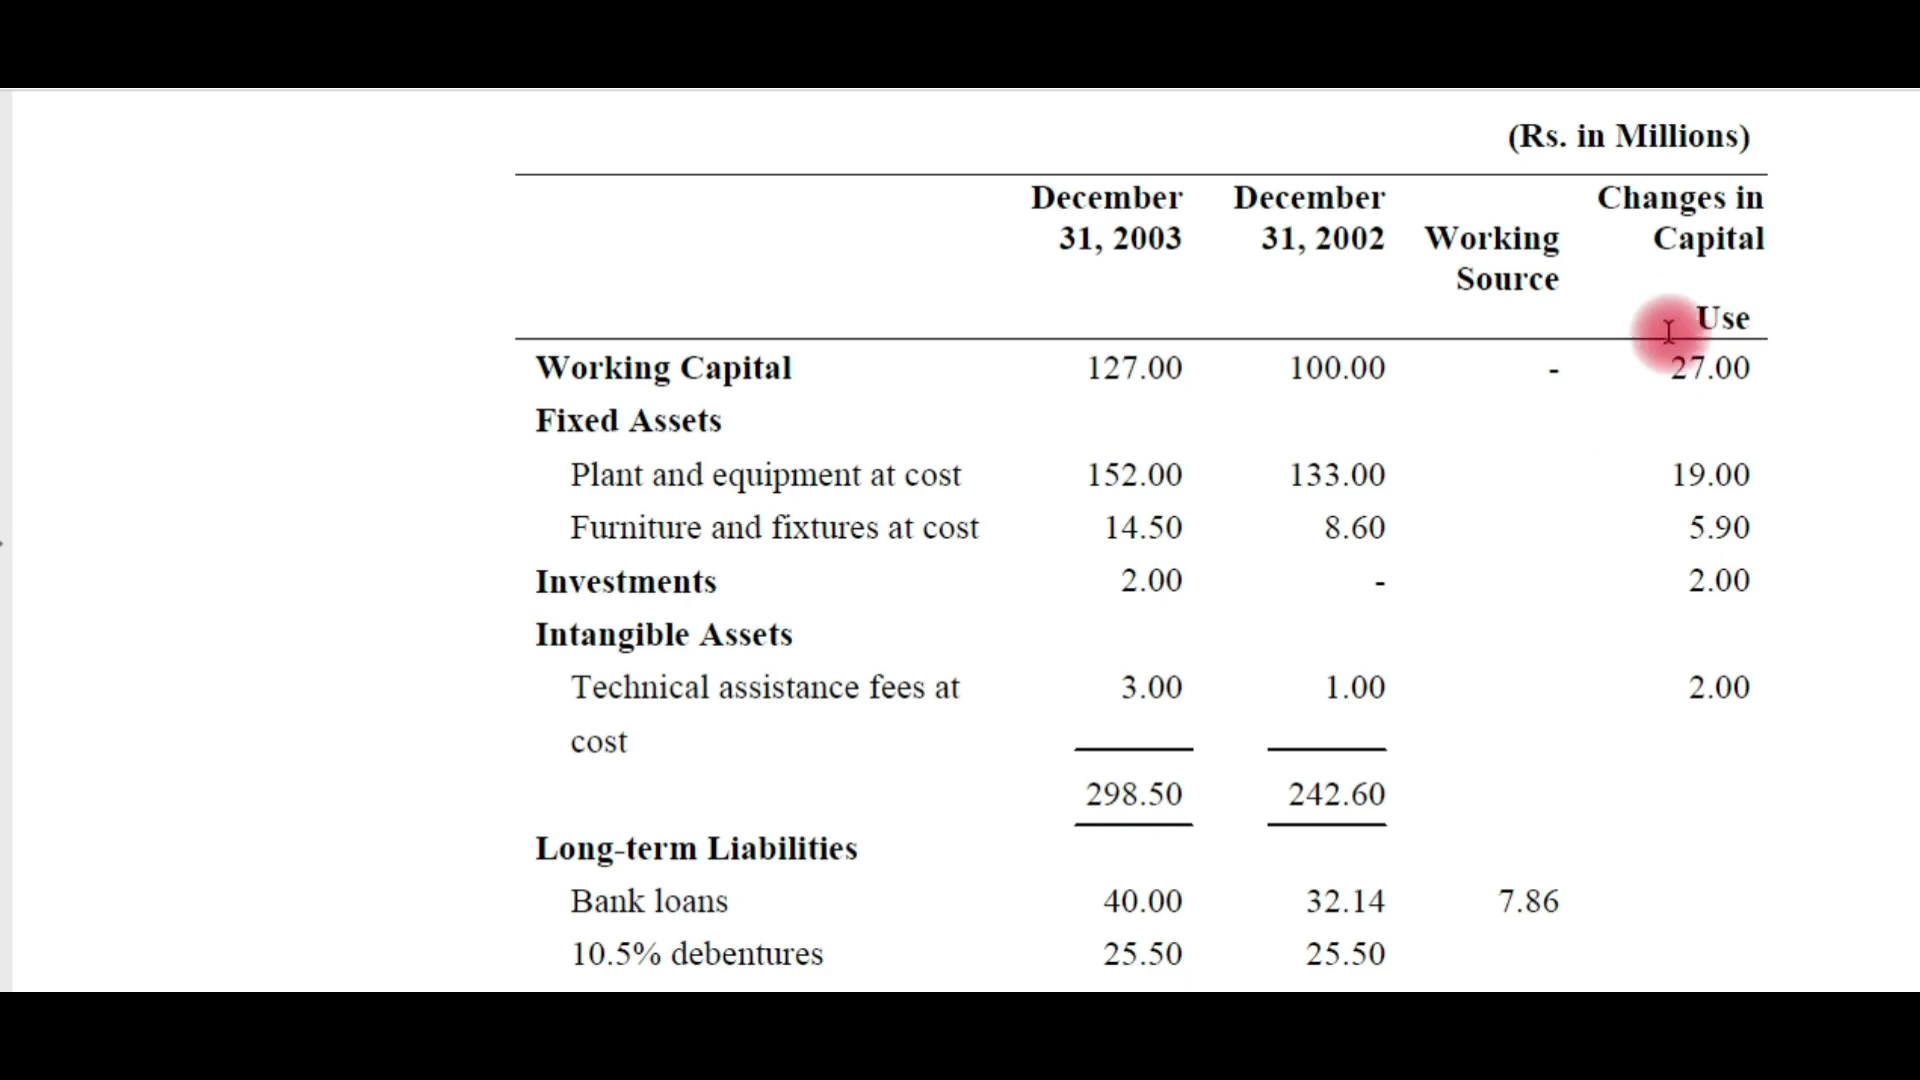 (Rs. in Millions)
December December Changes in
31, 2003 31, 2002 Working Capital
Source
Use
Working Capital 127.00 100.00 - 27.00
Fixed Assets
Plant and equipment at cost 152.00 133.00 19.00
Furniture and fixtures at cost 14.50 8.60 5.90
Investments 2.00 - 2.00
Intangible Assets
Technical assistance fees at 3.00 1.00 2.00
cost
298.50 242.60
Long-term Liabilities
Bank loans 40.00 32.14 7.86
10.5% debentures 25.50 25.50